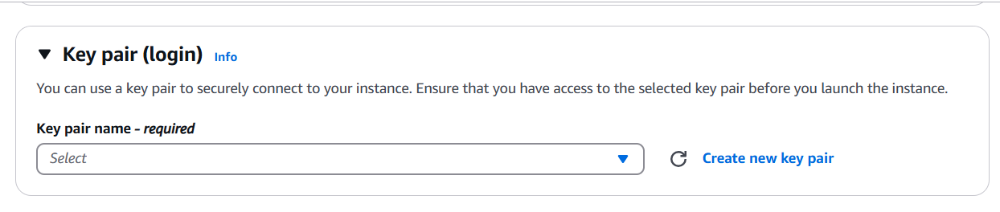 Key pair (login) Info
You can use a key pair to securely connect to your instance. Ensure that you have access to the selected key pair before you launch the instance.
Key pair name - required
Select
Create new key pair